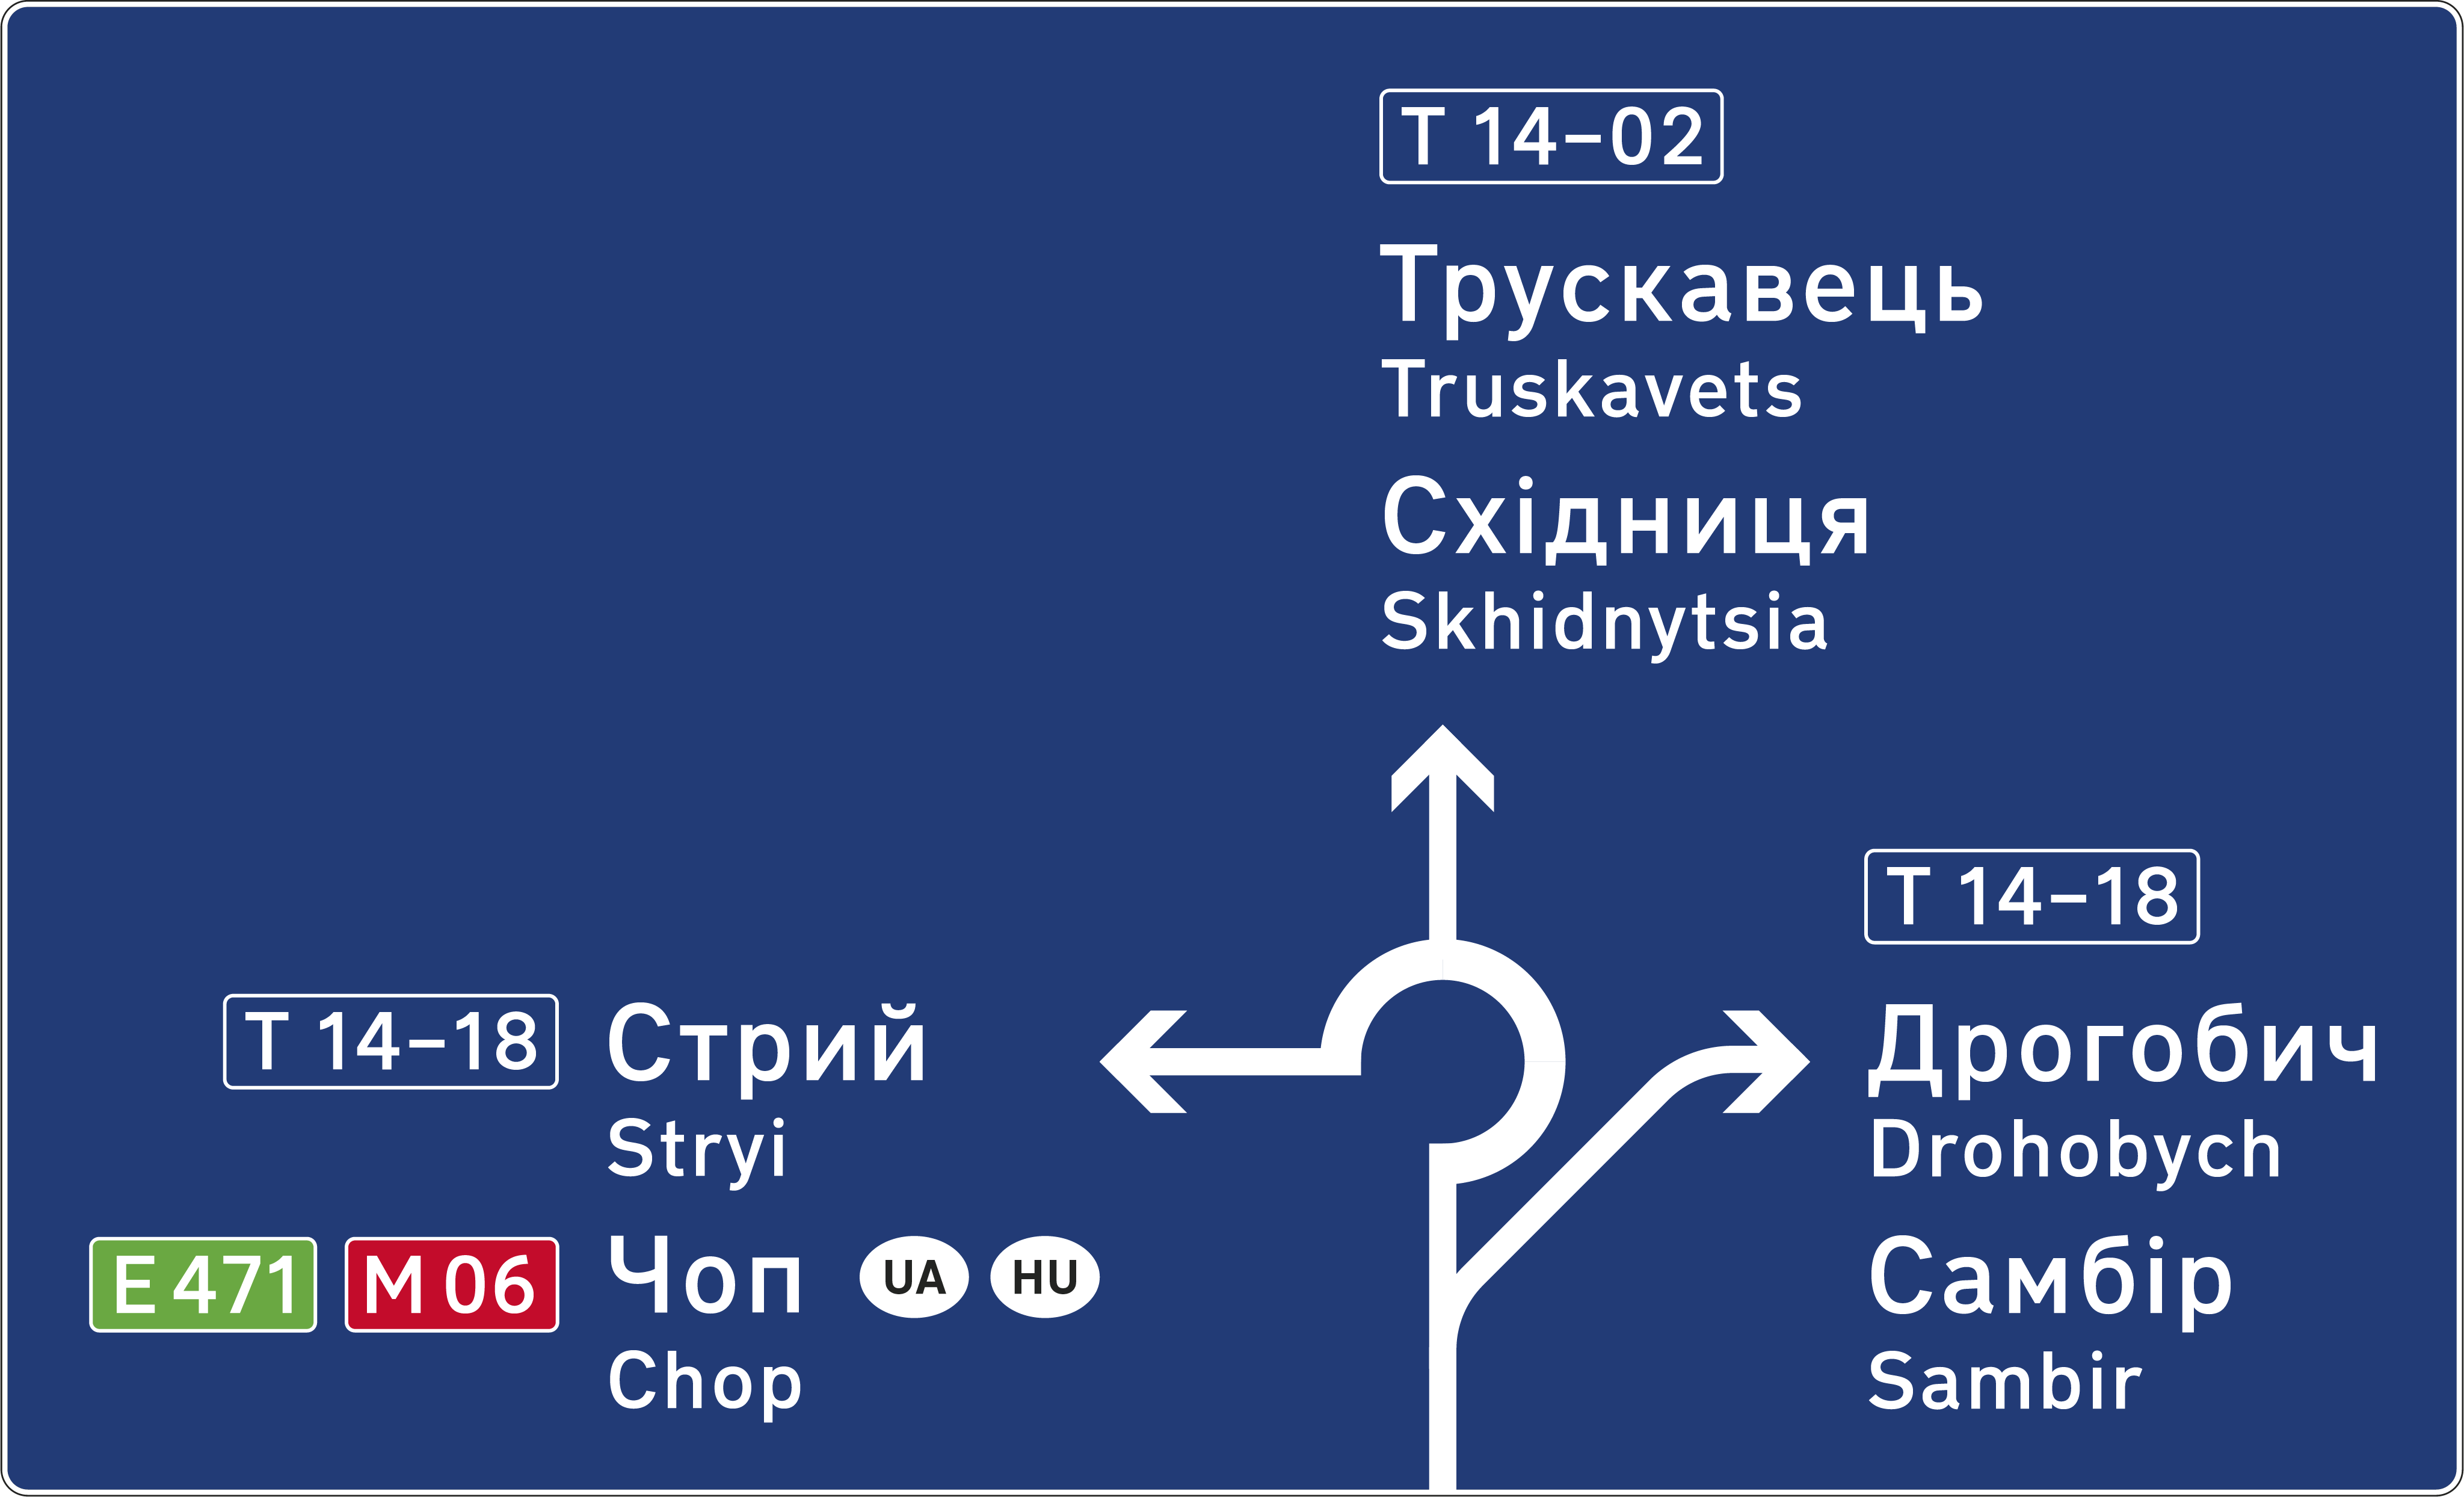 Т 14-02
Трускавець
Truskavets
Східниця
Skhidnytsia
Т 14-18
Стрий
Stryi
E 471 М 06 Чоп UA HU
Chop
Т 14-18
Дрогобич
Drohobych
Самбір
Sambir